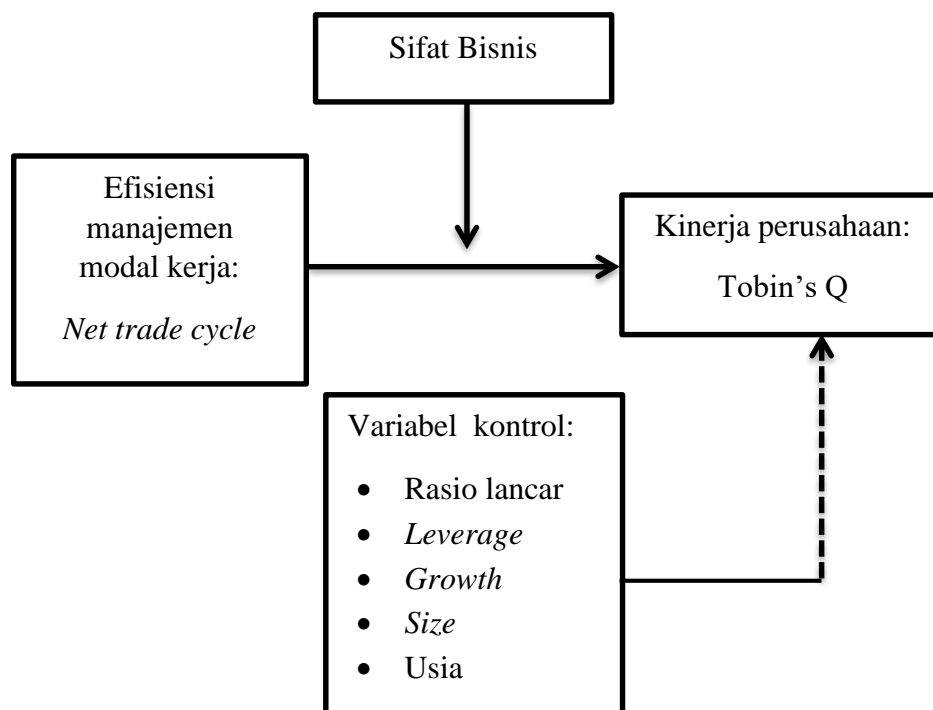 Sifat Bisnis
Efisiensi
manajemen
modal kerja:
Net trade cycle
Kinerja perusahaan:
Tobin’s Q
Variabel kontrol:
• Rasio lancar
• Leverage
• Growth
• Size
• Usia